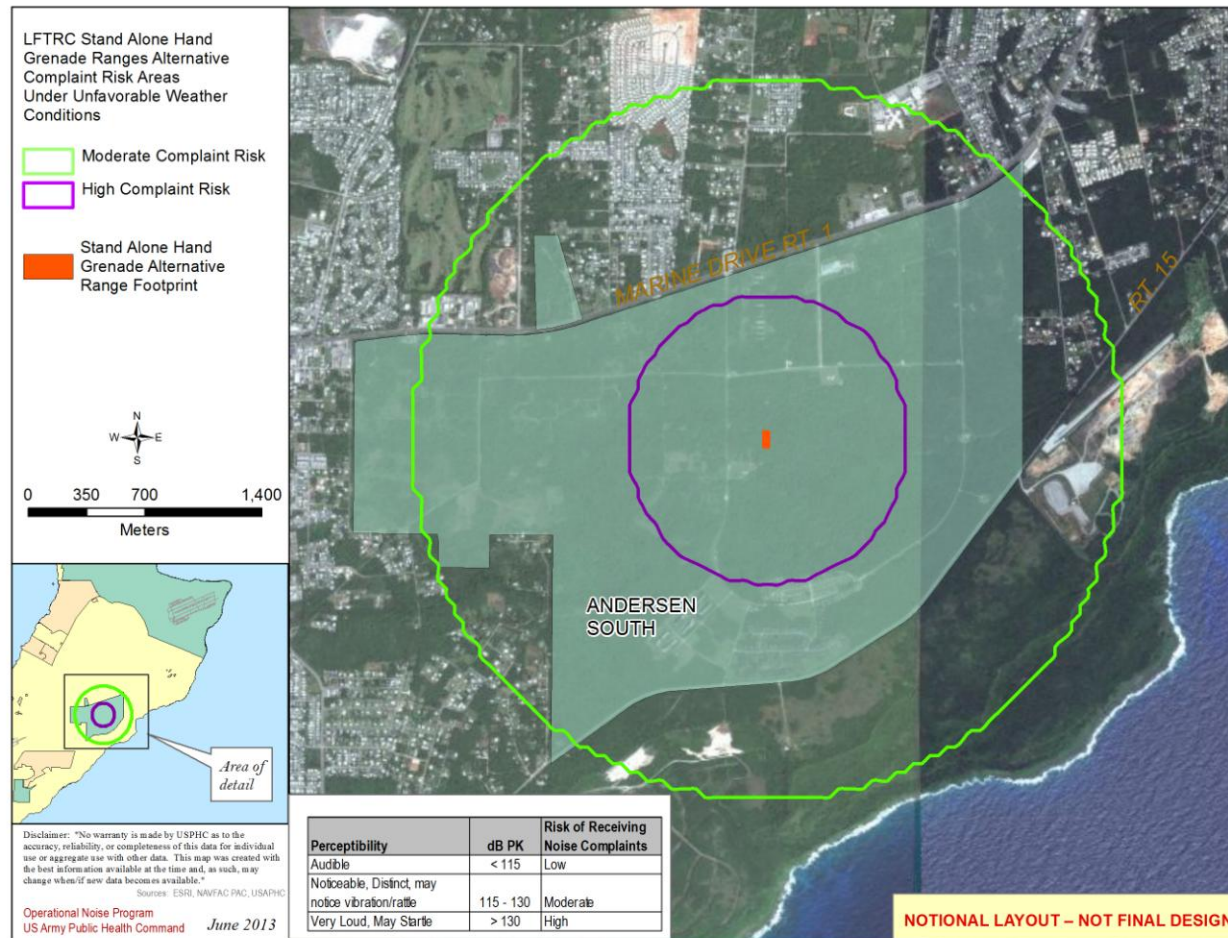 LFTRC Stand Alone Hand
Grenade Ranges Alternative
Complaint Risk Areas
Under Unfavorable Weather
Conditions
Moderate Complaint Risk
High Complaint Risk
Stand Alone Hand
Grenade Alternative
Range Footprint
N
W E
S
0 350 700 1,400
Meters
Area of
detail
Disclaimer: "No warranty is made by USPHC as to the
accuracy, reliability, or completeness of this data for individual
use or aggregate use with other data. This map was created with
the best information available at the time and, as such, may
change when/if new data becomes available."
Sources: ESRI, NAVFAC PAC, USAPHC
Operational Noise Program
US Army Public Health Command June 2013
MARINE DRIVE RT. 1
RT. 15
ANDERSEN
SOUTH
Perceptibility dB PK Risk of Receiving Noise Complaints
Audible < 115 Low
Noticeable, Distinct, may
notice vibration/rattle 115 - 130 Moderate
Very Loud, May Startle > 130 High
NOTIONAL LAYOUT – NOT FINAL DESIGN